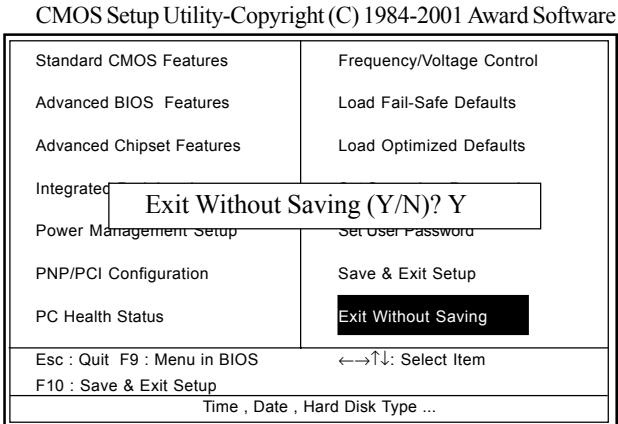 CMOS Setup Utility-Copyright (C) 1984-2001 Award Software
Standard CMOS Features
Frequency/Voltage Control
Advanced BIOS Features
Load Fail-Safe Defaults
Advanced Chipset Features
Load Optimized Defaults
Integrated
Exit Without Saving (Y/N)? Y
Power Management Setup
Set User Password
PNP/PCI Configuration
Save & Exit Setup
PC Health Status
Exit Without Saving
Esc : Quit F9 : Menu in BIOS
←→↑↓: Select Item
F10 : Save & Exit Setup
Time , Date , Hard Disk Type ...